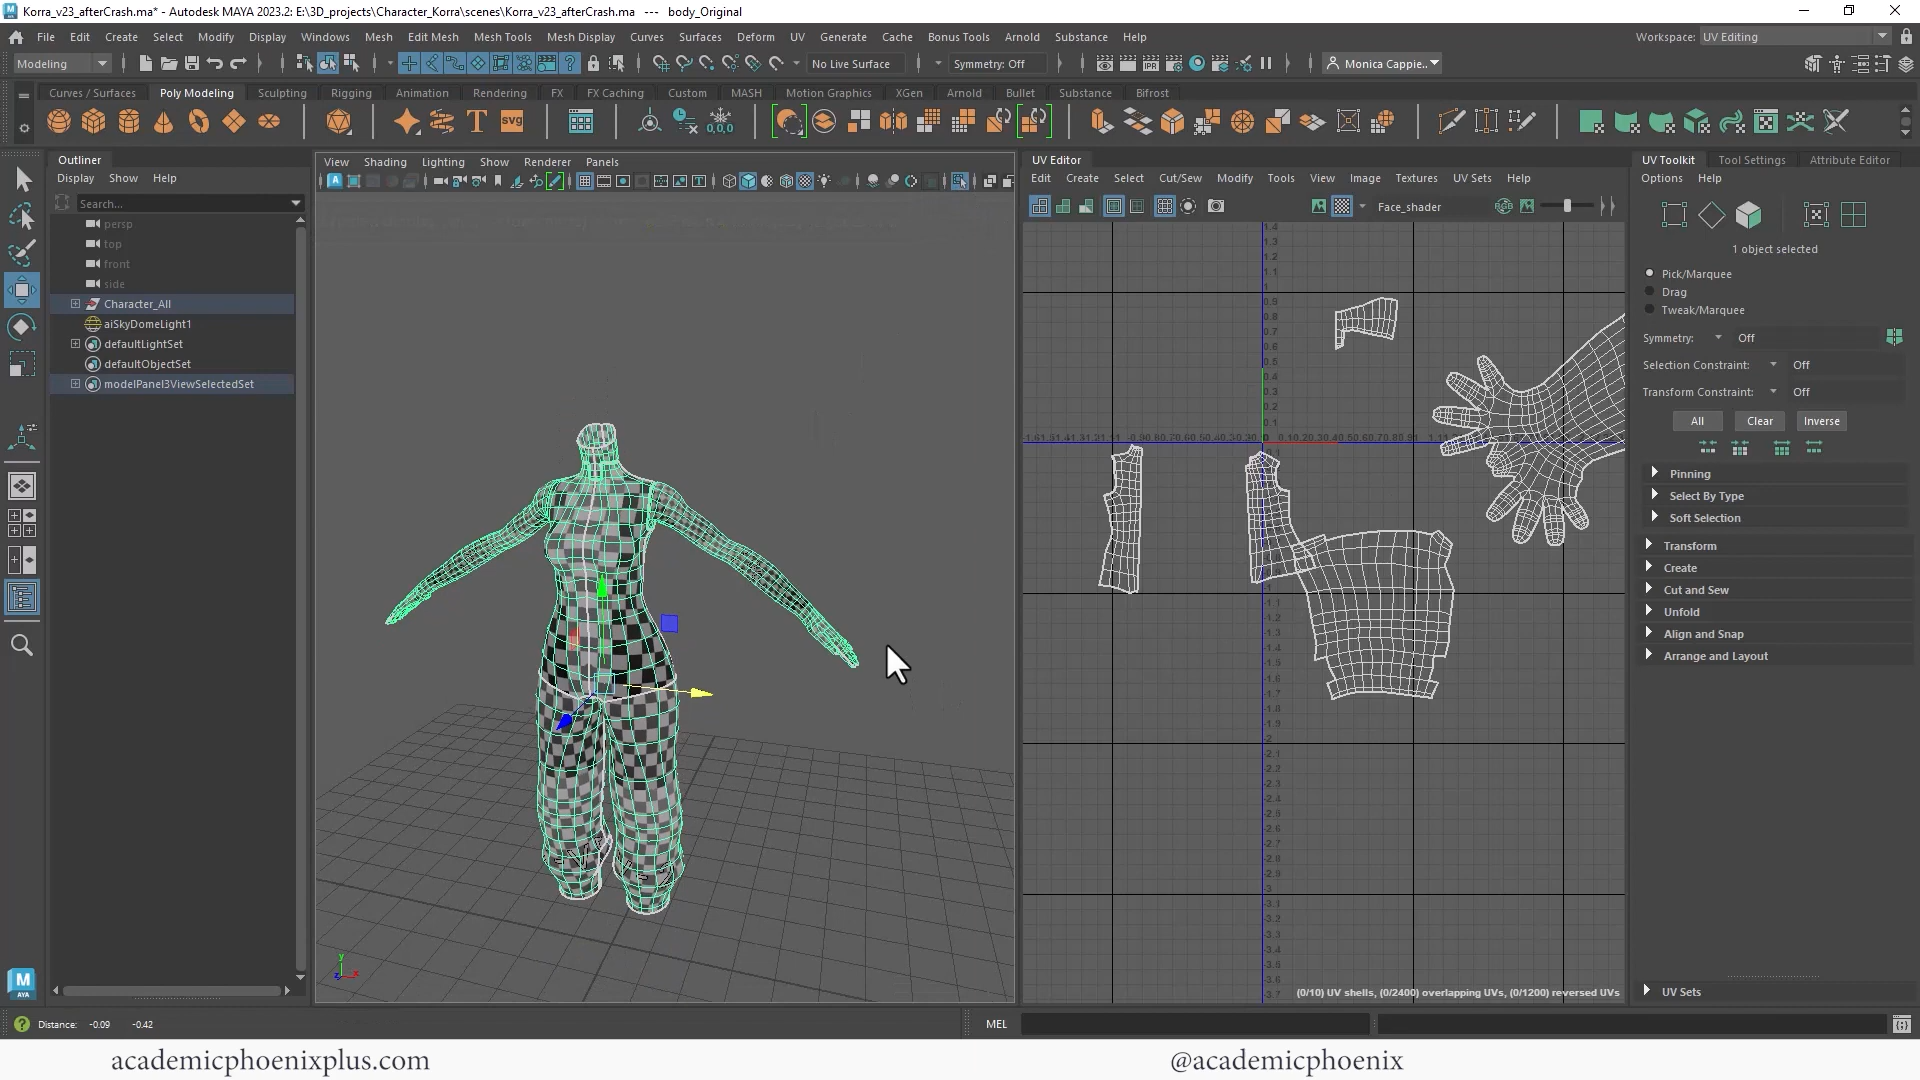 Korra_v23_afterCrash.ma* - Autodesk MAYA 2023.2: E:\3D_projects\Character_Korra\scenes\Korra_v23_afterCrash.ma --- body_Original
File Edit Create Select Modify Display Windows Mesh Edit Mesh Mesh Tools Mesh Display Curves Surfaces Deform UV Generate Cache Bonus Tools Arnold Substance Help Workspace: UV Editing
Modeling No Live Surface Symmetry: Off Monica Cappie...
Curves / Surfaces Poly Modeling Sculpting Rigging Animation Rendering FX FX Caching Custom MASH Motion Graphics XGen Arnold Bullet Substance Bifrost
T svg 0,0,0
Outliner
Display Show Help
Search...
persp
top
front
side
Character_All
aiSkyDomeLight1
defaultLightSet
defaultObjectSet
modelPanel3ViewSelectedSet
View Shading Lighting Show Renderer Panels
UV Editor
Edit Create Select Cut/Sew Modify Tools View Image Textures UV Sets Help
Face_shader
(0/10) UV shells, (0/2400) overlapping UVs, (0/1200) reversed UVs
UV Toolkit Tool Settings Attribute Editor
Options Help
1 object selected
Pick/Marquee
Drag
Tweak/Marquee
Symmetry: Off
Selection Constraint: Off
Transform Constraint: Off
All Clear Inverse
Pinning
Select By Type
Soft Selection
Transform
Create
Cut and Sew
Unfold
Align and Snap
Arrange and Layout
UV Sets
Distance: -0.09 -0.42
MEL
academicphoenixplus.com
@academicphoenix